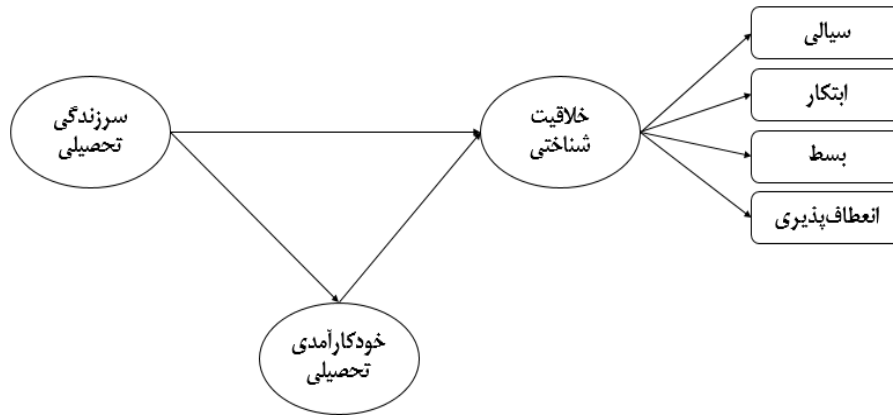 سرزندگی
تحصیلی
خلاقیت
شناختی
خودکارآمدی
تحصیلی
سیالی
ابتکار
بسط
انعطاف‌پذیری